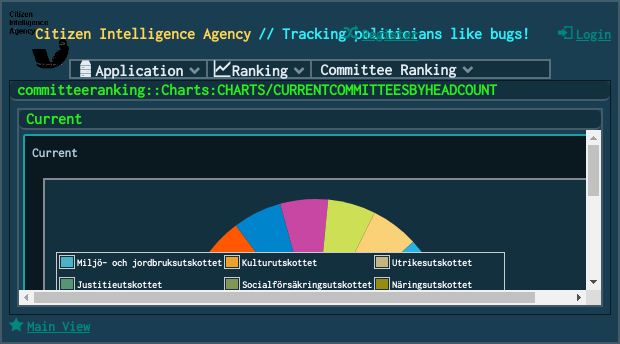 Citizen
Intelligence
Agency
Citizen Intelligence Agency // Tracking politicians like bugs!
Register
Login
Application
Ranking
Committee Ranking
committeeranking::Charts:CHARTS/CURRENTCOMMITTEESBYHEADCOUNT
Current
Current
Miljö- och jordbruksutskottet
Kulturutskottet
Utrikesutskottet
Justitieutskottet
Socialförsäkringsutskottet
Näringsutskottet
Main View